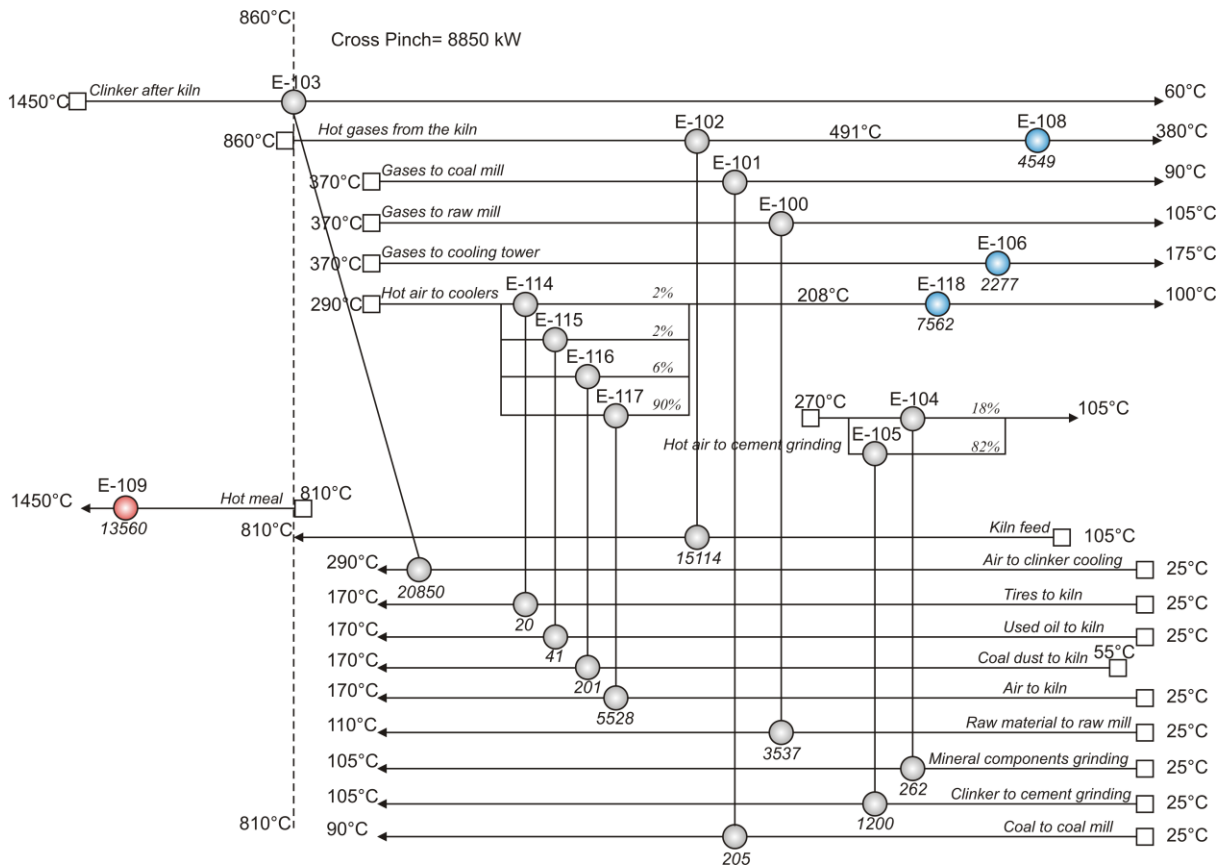 860°C
Cross Pinch= 8850 kW
E-103
1450°C Clinker after kiln 60°C
860°C Hot gases from the kiln E-102 491°C E-108 380°C
4549
370°C Gases to coal mill E-101 90°C
370°C Gases to raw mill E-100 105°C
370°C Gases to cooling tower E-106 175°C
2277
290°C Hot air to coolers E-114 2% 208°C E-118 100°C
7562
E-115 2%
E-116 6%
E-117 90%
270°C E-104 18% 105°C
Hot air to cement grinding E-105 82%
1450°C E-109 Hot meal 810°C
13560
810°C Kiln feed 105°C
15114
290°C Air to clinker cooling 25°C
20850
170°C Tires to kiln 25°C
20
170°C Used oil to kiln 25°C
41
170°C Coal dust to kiln 55°C
201
170°C Air to kiln 25°C
5528
110°C Raw material to raw mill 25°C
3537
105°C Mineral components grinding 25°C
262
105°C Clinker to cement grinding 25°C
1200
810°C
90°C Coal to coal mill 25°C
205